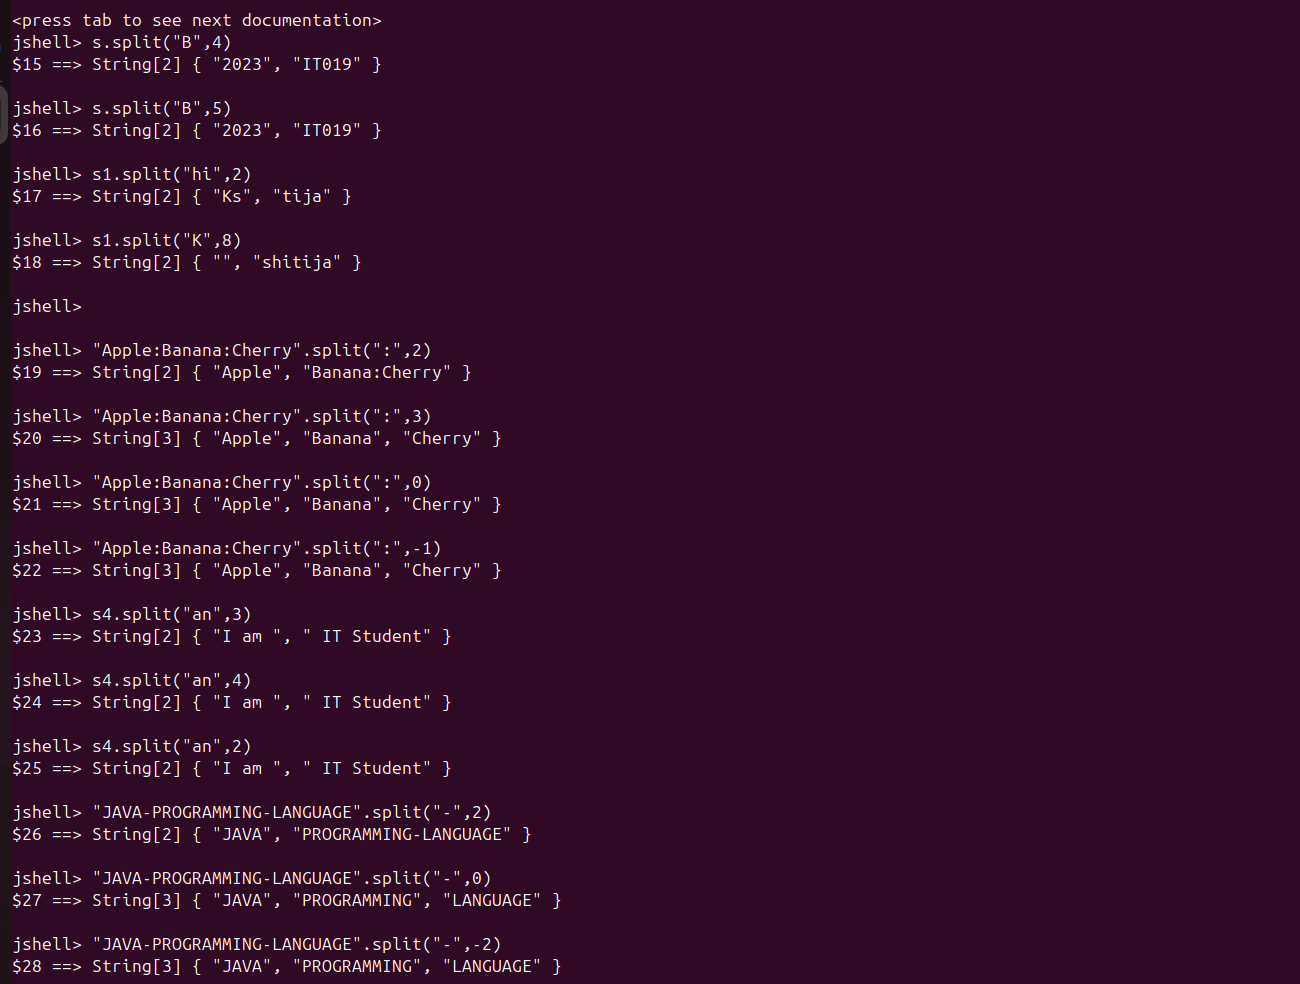 <press tab to see next documentation>
jshell> s.split("B",4)
$15 ==> String[2] { "2023", "IT019" }
jshell> s.split("B",5)
$16 ==> String[2] { "2023", "IT019" }
jshell> s1.split("hi",2)
$17 ==> String[2] { "Ks", "tija" }
jshell> s1.split("K",8)
$18 ==> String[2] { "", "shitija" }
jshell>
jshell> "Apple:Banana:Cherry".split(":",2)
$19 ==> String[2] { "Apple", "Banana:Cherry" }
jshell> "Apple:Banana:Cherry".split(":",3)
$20 ==> String[3] { "Apple", "Banana", "Cherry" }
jshell> "Apple:Banana:Cherry".split(":",0)
$21 ==> String[3] { "Apple", "Banana", "Cherry" }
jshell> "Apple:Banana:Cherry".split(":",-1)
$22 ==> String[3] { "Apple", "Banana", "Cherry" }
jshell> s4.split("an",3)
$23 ==> String[2] { "I am ", " IT Student" }
jshell> s4.split("an",4)
$24 ==> String[2] { "I am ", " IT Student" }
jshell> s4.split("an",2)
$25 ==> String[2] { "I am ", " IT Student" }
jshell> "JAVA-PROGRAMMING-LANGUAGE".split("-",2)
$26 ==> String[2] { "JAVA", "PROGRAMMING-LANGUAGE" }
jshell> "JAVA-PROGRAMMING-LANGUAGE".split("-",0)
$27 ==> String[3] { "JAVA", "PROGRAMMING", "LANGUAGE" }
jshell> "JAVA-PROGRAMMING-LANGUAGE".split("-",-2)
$28 ==> String[3] { "JAVA", "PROGRAMMING", "LANGUAGE" }